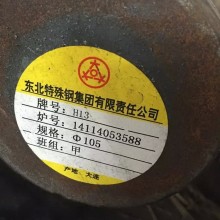 东北特殊钢集团有限责任公司
牌号: H13
炉号: 14114053588
规格: Φ105
班组: 甲
产地: 大连